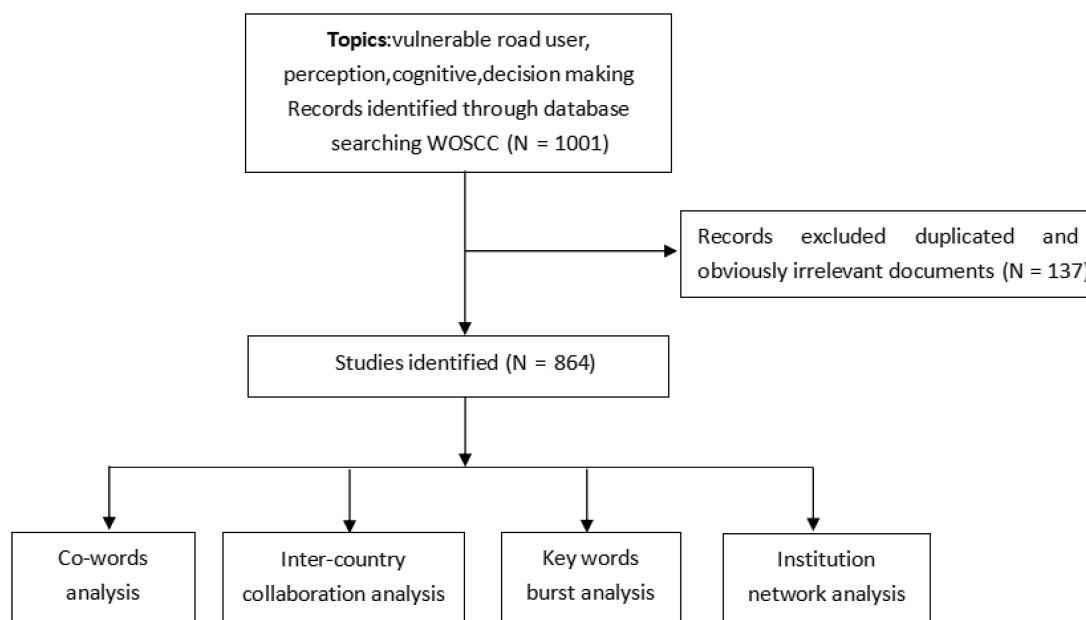 Topics:vulnerable road user,
perception,cognitive,decision making
Records identified through database
searching WOSCC (N = 1001)
Records excluded duplicated and
obviously irrelevant documents (N = 137)
Studies identified (N = 864)
Co-words
analysis
Inter-country
collaboration analysis
Key words
burst analysis
Institution
network analysis